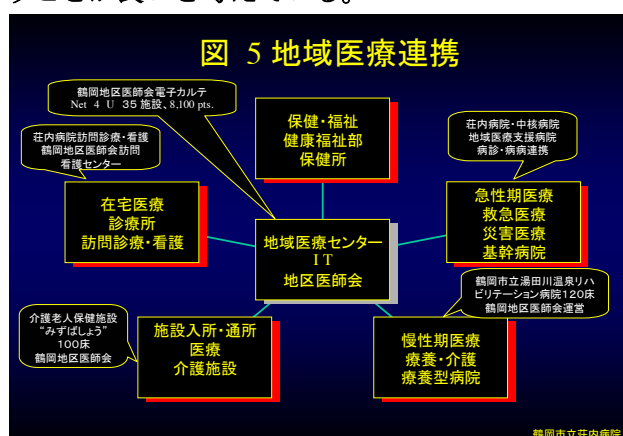 図 5 地域医療連携
鶴岡地区医師会電子カルテ
Net 4 U 35 施設、8,100 pts.
保健・福祉
健康福祉部
保健所
荘内病院・中核病院
地域医療支援病院
病診・病病連携
荘内病院訪問診療・看護
鶴岡地区医師会訪問
看護センター
在宅医療
診療所
訪問診療・看護
急性期医療
救急医療
災害医療
基幹病院
地域医療センター
IT
地区医師会
鶴岡市立湯田川温泉リハ
ビリテーション病院120床
鶴岡地区医師会運営
介護老人保健施設
“みずばしょう”
100床
鶴岡地区医師会
施設入所・通所
医療
介護施設
慢性期医療
療養・介護
療養型病院
鶴岡市立荘内病院